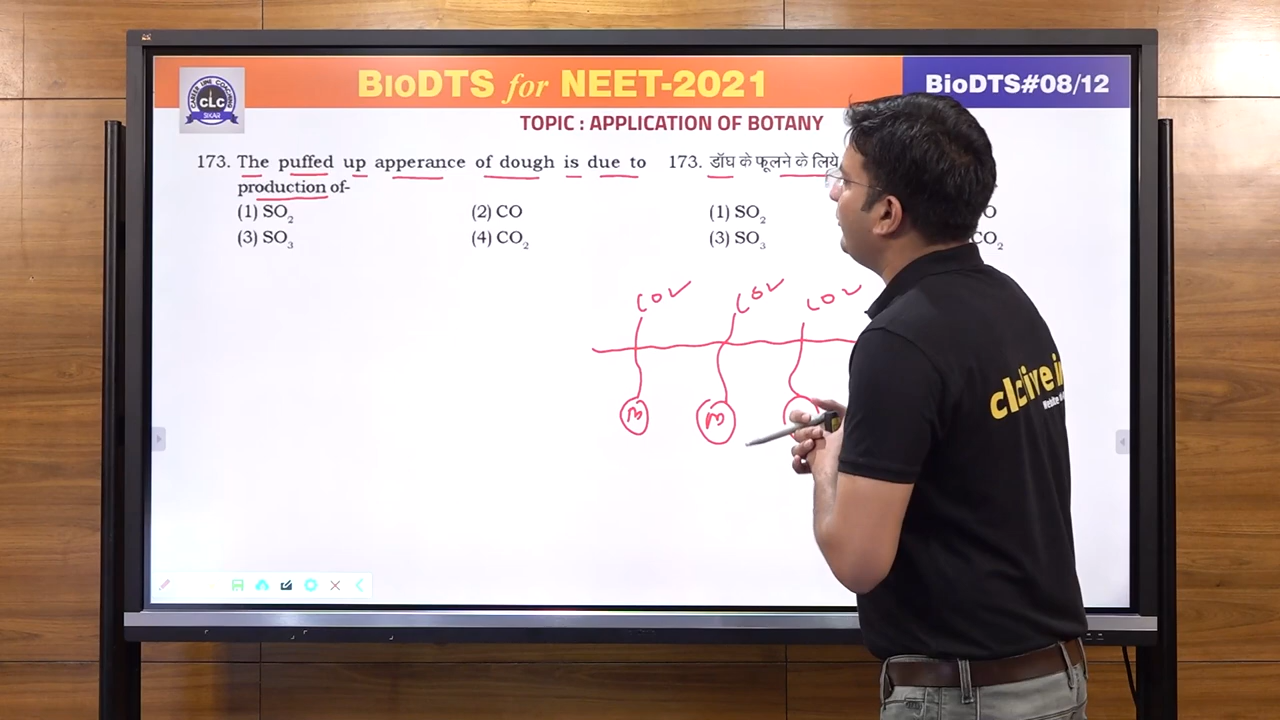 BioDTS for NEET-2021
BioDTS#08/12
CLC
SIKAR
TOPIC : APPLICATION OF BOTANY
173. The puffed up apperance of dough is due to
production of-
(1) SO₂ (2) CO
(3) SO₃ (4) CO₂
173. डॉघ के फूलने के लिये
(1) SO₂ O
(3) SO₃ CO₂
CO2 CO2 CO2
B B